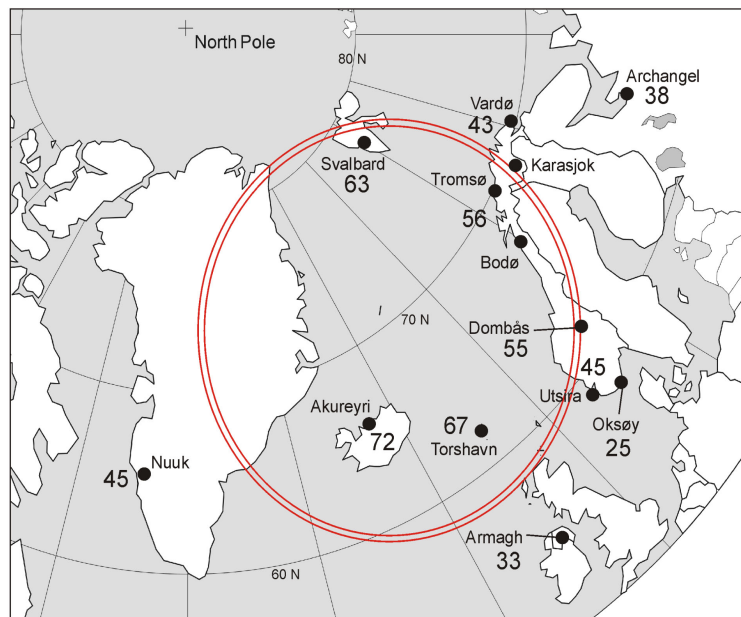 North Pole
80 N
Archangel
38
Vardø
43
Svalbard
63
Karasjok
Tromsø
56
Bodø
70 N
Dombås
55
45
Utsira
Oksøy
25
Akureyri
72
67
Torshavn
Nuuk
45
Armagh
33
60 N